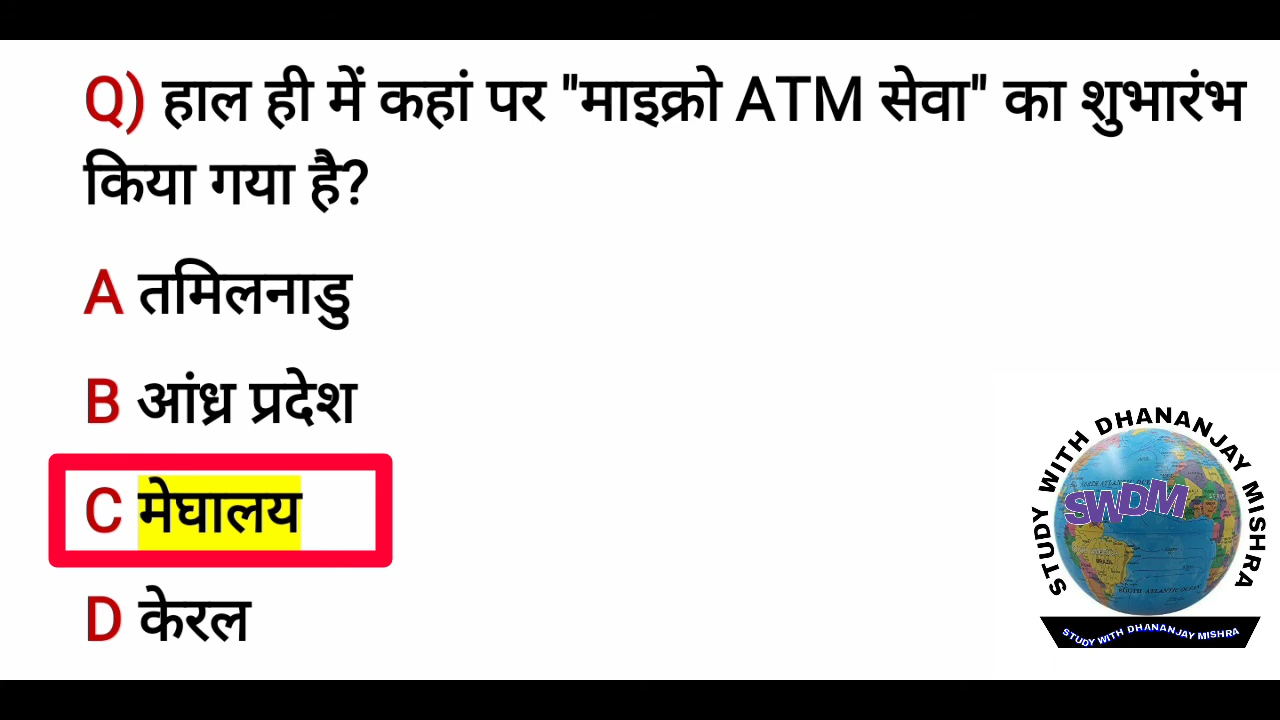 Q) हाल ही में कहां पर "माइक्रो ATM सेवा" का शुभारंभ
किया गया है?
A तमिलनाडु
B आंध्र प्रदेश
C मेघालय
D केरल
STUDY WITH DHANANJAY MISHRA
SWDM
STUDY WITH DHANANJAY MISHRA